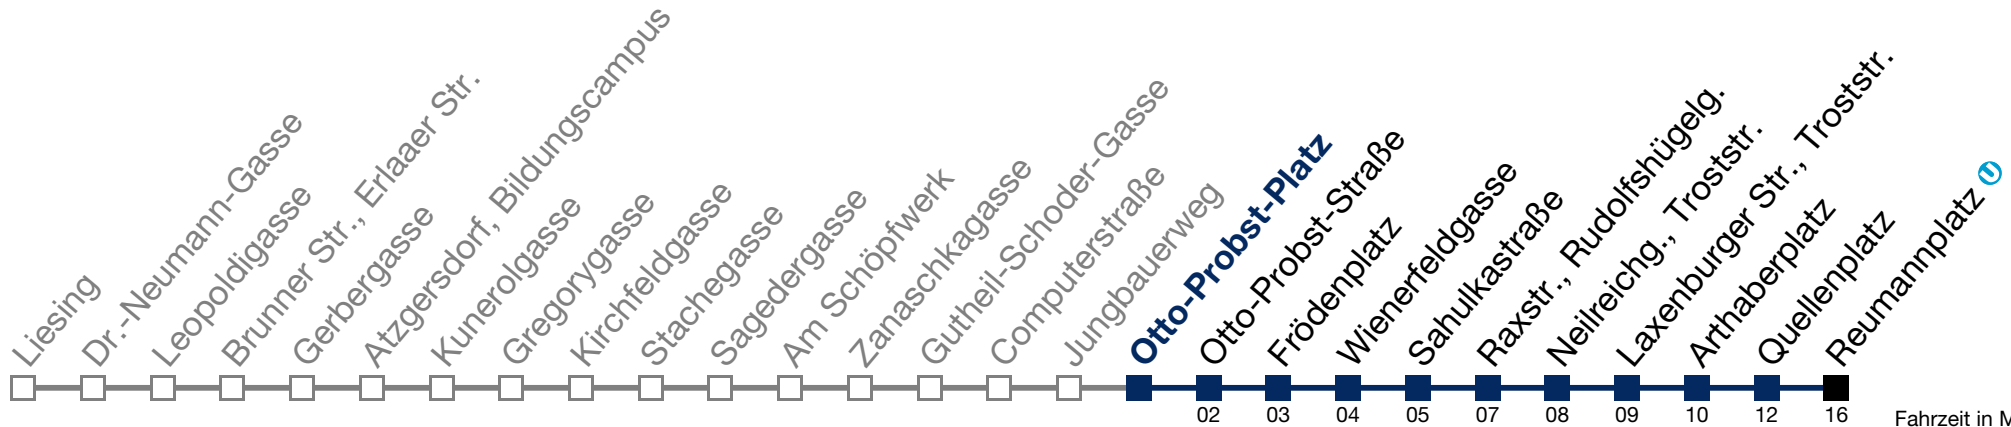 Liesing
Dr.-Neumann-Gasse
Leopoldigasse
Brunner Str., Erlaaer Str.
Gerbergasse
Atzgersdorf, Bildungscampus
Kunerolgasse
Gregorygasse
Kirchfeldgasse
Stachegasse
Sagedergasse
Am Schöpfwerk
Zanaschkagasse
Gutheil-Schoder-Gasse
Computerstraße
Jungbauerweg
Otto-Probst-Platz
Otto-Probst-Straße
Frödenplatz
Wienerfeldgasse
Sahulkastraße
Raxstr., Rudolfshügelg.
Neilreichg., Troststr.
Laxenburger Str., Troststr.
Arthaberplatz
Quellenplatz
Reumannplatz U
02 03 04 05 07 08 09 10 12 16
Fahrzeit in M